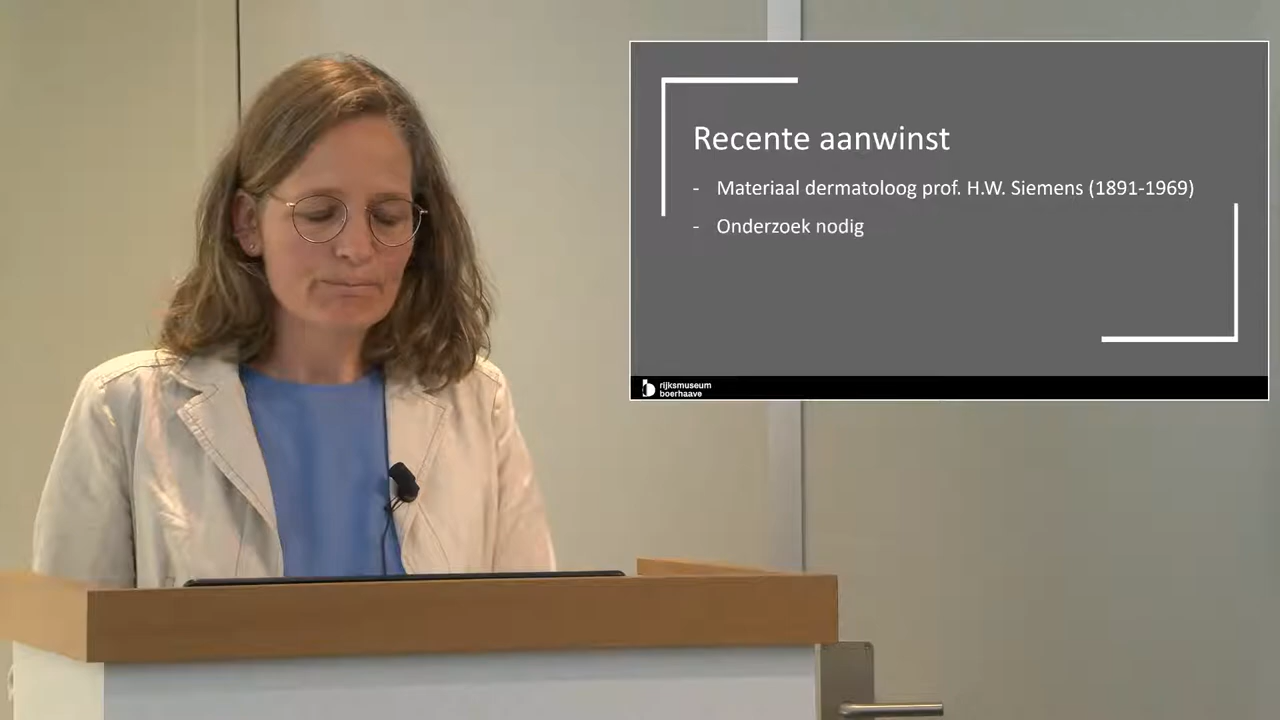 Recente aanwinst
- Materiaal dermatoloog prof. H.W. Siemens (1891-1969)
- Onderzoek nodig
rijksmuseum
boerhaave